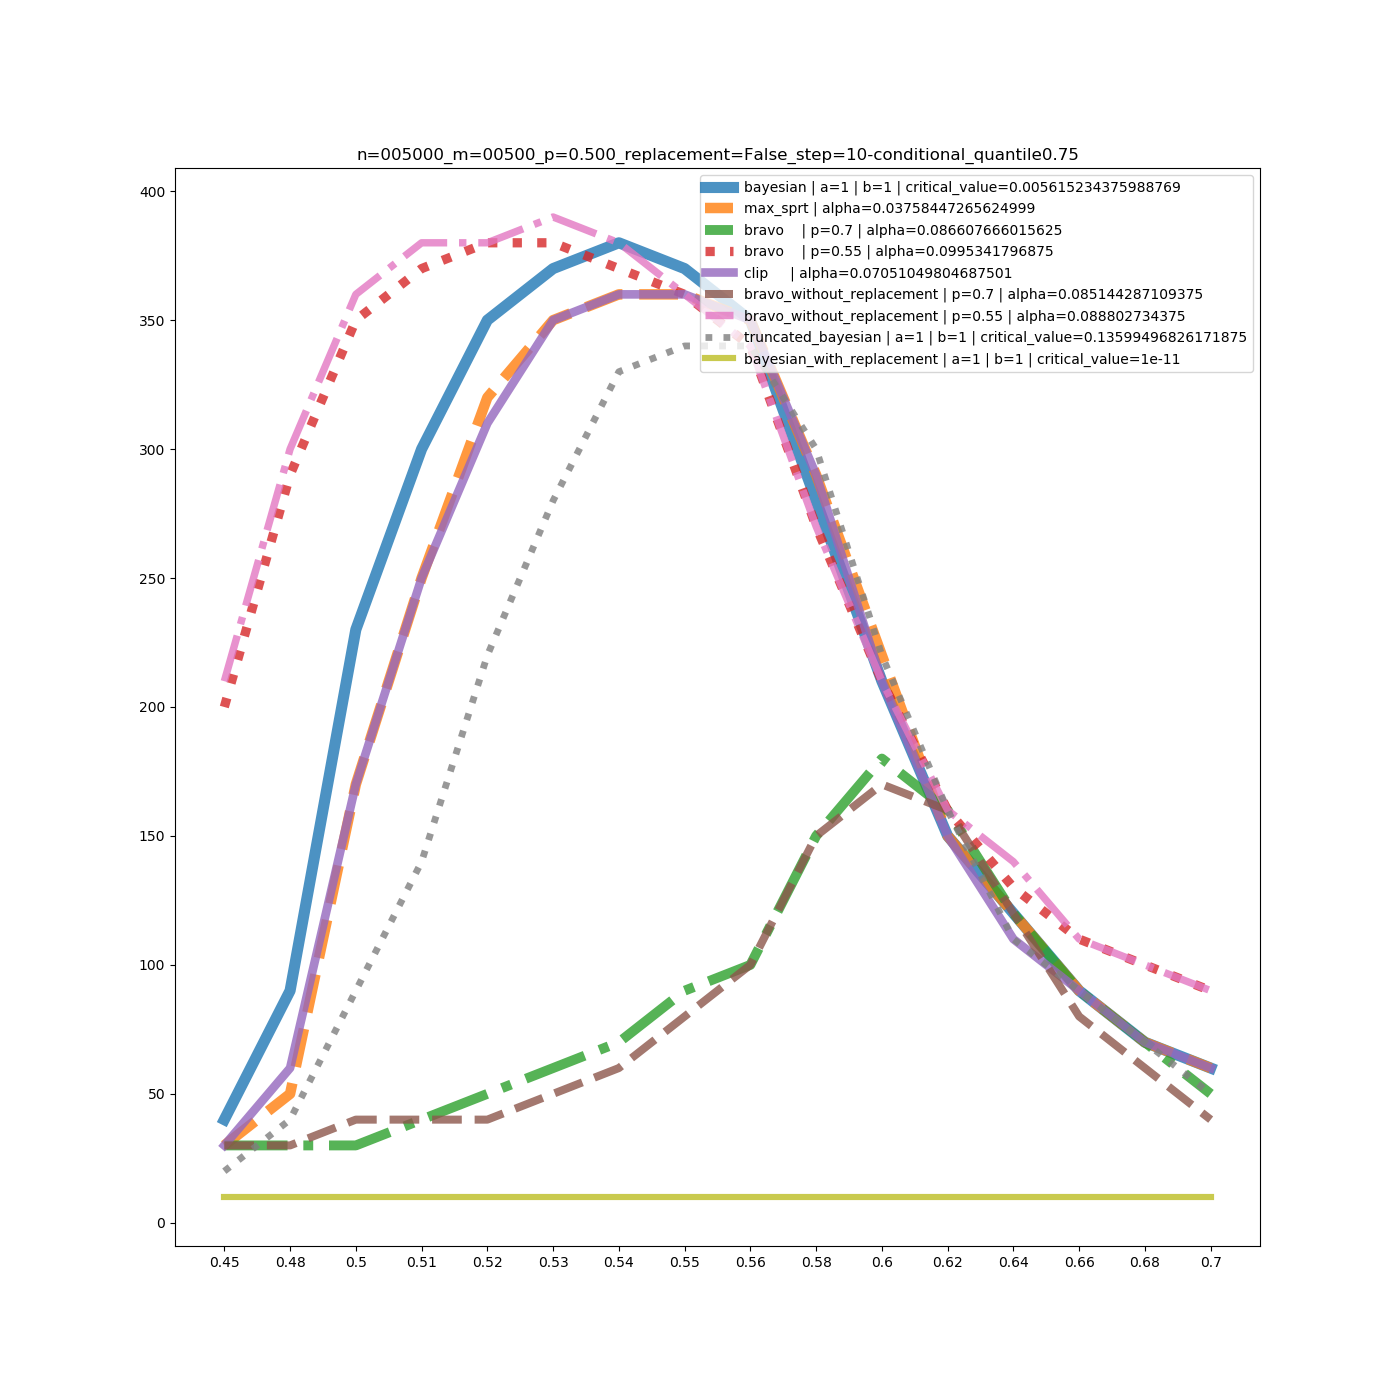 n=005000_m=00500_p=0.500_replacement=False_step=10-conditional_quantile0.75
bayesian | a=1 | b=1 | critical_value=0.005615234375988769
max_sprt | alpha=0.03758447265624999
bravo    | p=0.7 | alpha=0.086607666015625
bravo    | p=0.55 | alpha=0.0995341796875
clip     | alpha=0.07051049804687501
bravo_without_replacement | p=0.7 | alpha=0.085144287109375
bravo_without_replacement | p=0.55 | alpha=0.088802734375
truncated_bayesian | a=1 | b=1 | critical_value=0.13599496826171875
bayesian_with_replacement | a=1 | b=1 | critical_value=1e-11
400
350
300
250
200
150
100
50
0
0.45 0.48 0.5 0.51 0.52 0.53 0.54 0.55 0.56 0.58 0.6 0.62 0.64 0.66 0.68 0.7